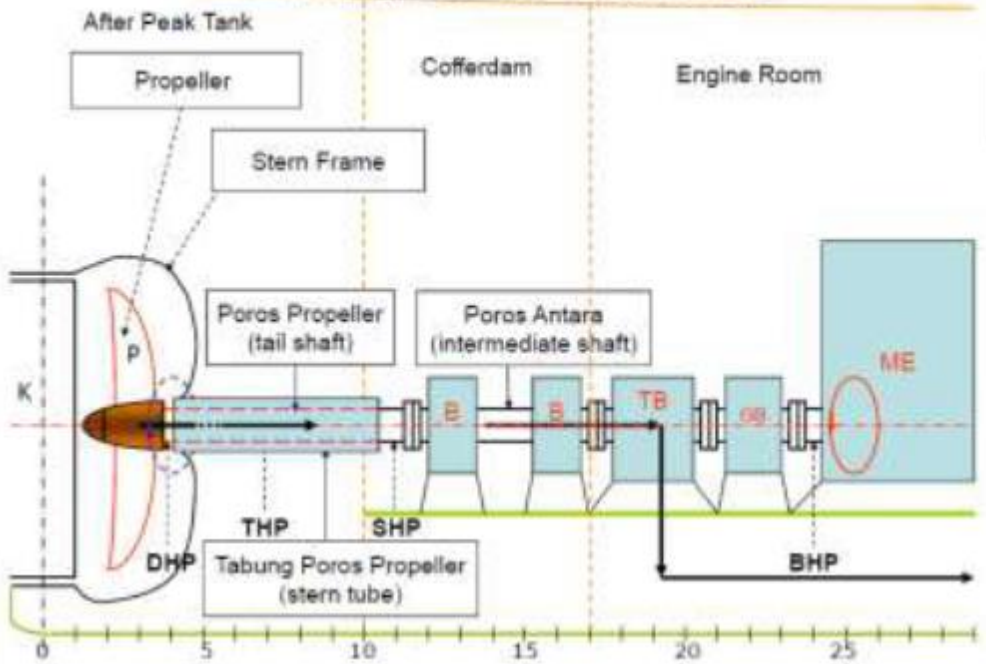 After Peak Tank
Cofferdam
Engine Room
Propeller
Stern Frame
Poros Propeller
(tail shaft)
Poros Antara
(intermediate shaft)
ME
P
K
B
B
TB
GB
THP
SHP
DHP
BHP
Tabung Poros Propeller
(stern tube)
0
5
10
15
20
25